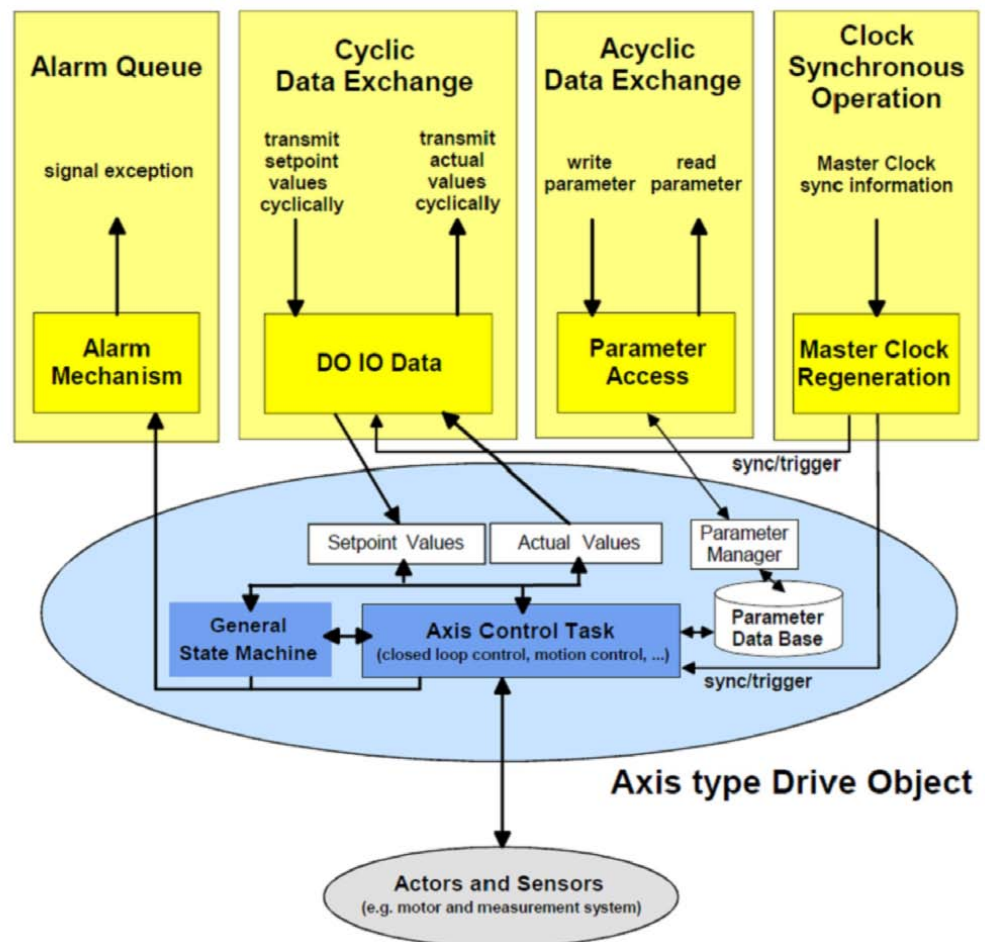 Alarm Queue
signal exception
Alarm
Mechanism
Cyclic
Data Exchange
transmit
setpoint
values
cyclically
transmit
actual
values
cyclically
DO IO Data
Acyclic
Data Exchange
write
parameter
read
parameter
Parameter
Access
Clock
Synchronous
Operation
Master Clock
sync information
Master Clock
Regeneration
sync/trigger
Setpoint Values
Actual Values
Parameter
Manager
General
State Machine
Axis Control Task
(closed loop control, motion control, ...)
Parameter
Data Base
sync/trigger
Axis type Drive Object
Actors and Sensors
(e.g. motor and measurement system)